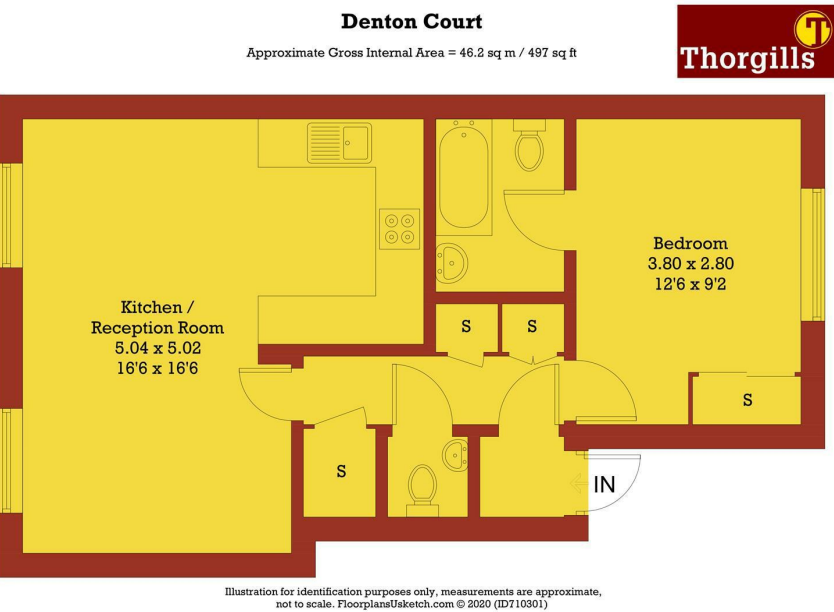 Denton Court
Approximate Gross Internal Area = 46.2 sq m / 497 sq ft
T
Thorgills
Bedroom
3.80 x 2.80
12'6 x 9'2
Kitchen /
Reception Room
5.04 x 5.02
16'6 x 16'6
S
S
S
S
IN
Illustration for identification purposes only, measurements are approximate,
not to scale. FloorplansUsketch.com © 2020 (ID710301)